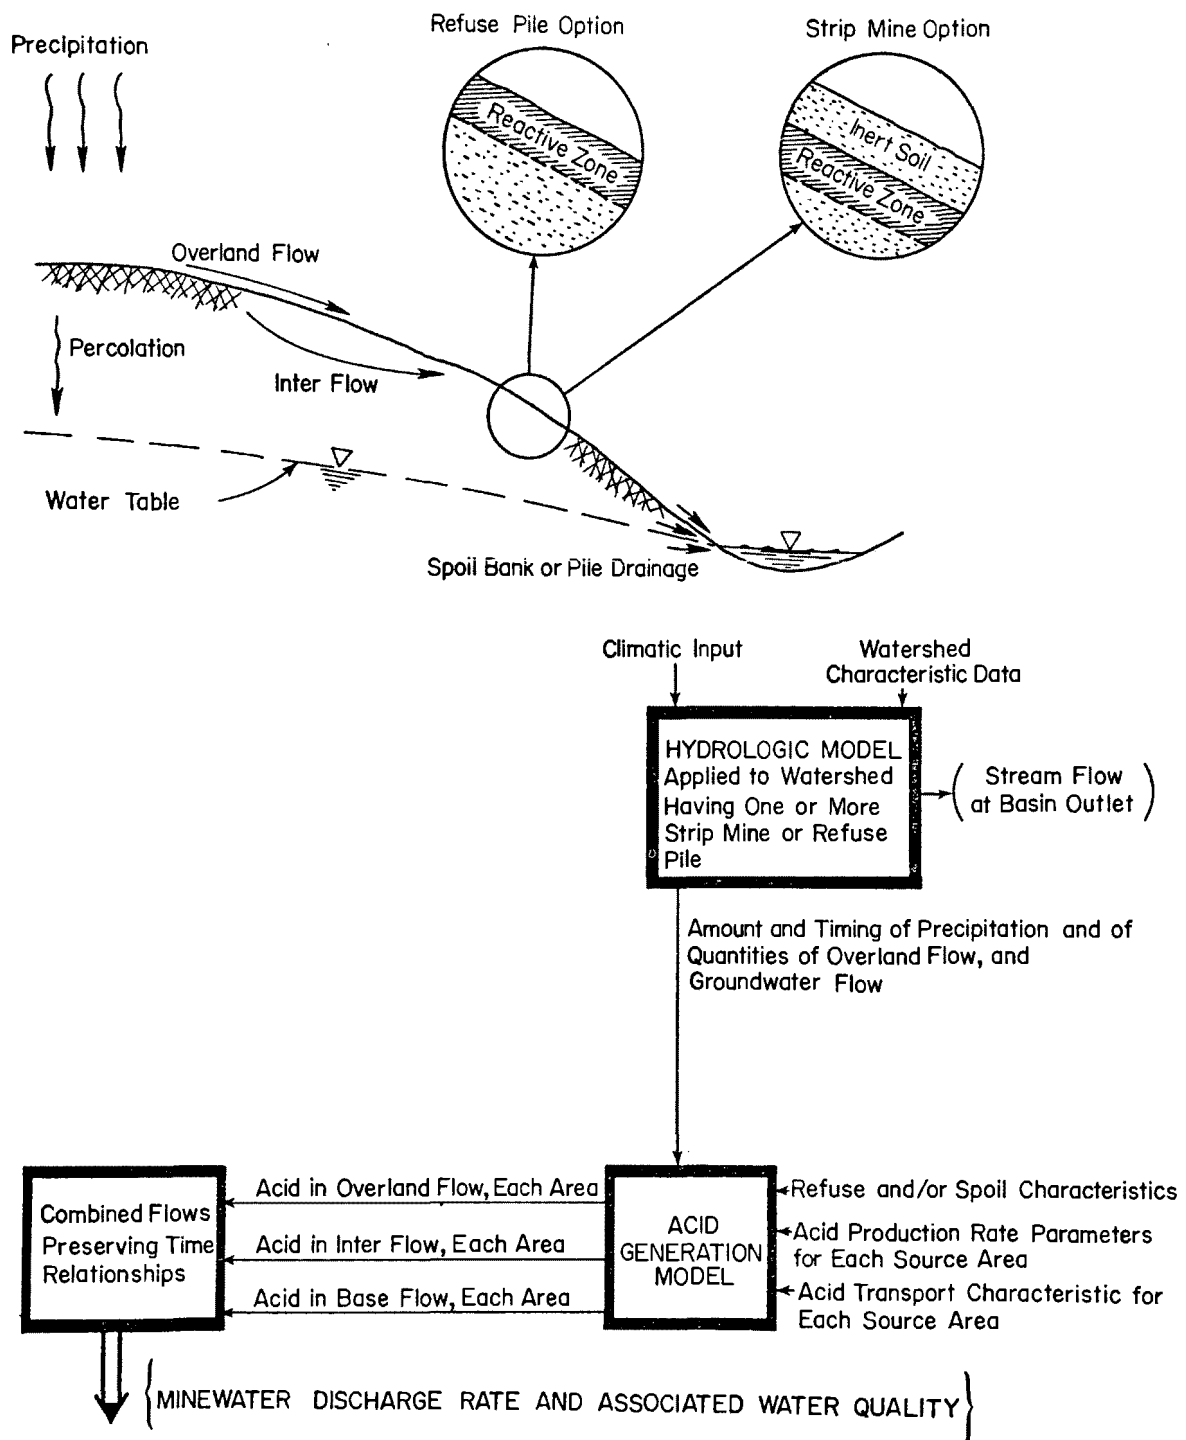 Refuse Pile Option
Strip Mine Option
Precipitation
Reactive Zone
Inert Soil
Reactive Zone
Overland Flow
Percolation
Inter Flow
Water Table
Spoil Bank or Pile Drainage
Climatic Input
Watershed
Characteristic Data
HYDROLOGIC MODEL
Applied to Watershed
Having One or More
Strip Mine or Refuse
Pile
Stream Flow
at Basin Outlet
Amount and Timing of Precipitation and of
Quantities of Overland Flow, and
Groundwater Flow
Combined Flows
Preserving Time
Relationships
Acid in Overland Flow, Each Area
Acid in Inter Flow, Each Area
Acid in Base Flow, Each Area
ACID
GENERATION
MODEL
Refuse and/or Spoil Characteristics
Acid Production Rate Parameters
for Each Source Area
Acid Transport Characteristic for
Each Source Area
{MINEWATER DISCHARGE RATE AND ASSOCIATED WATER QUALITY}